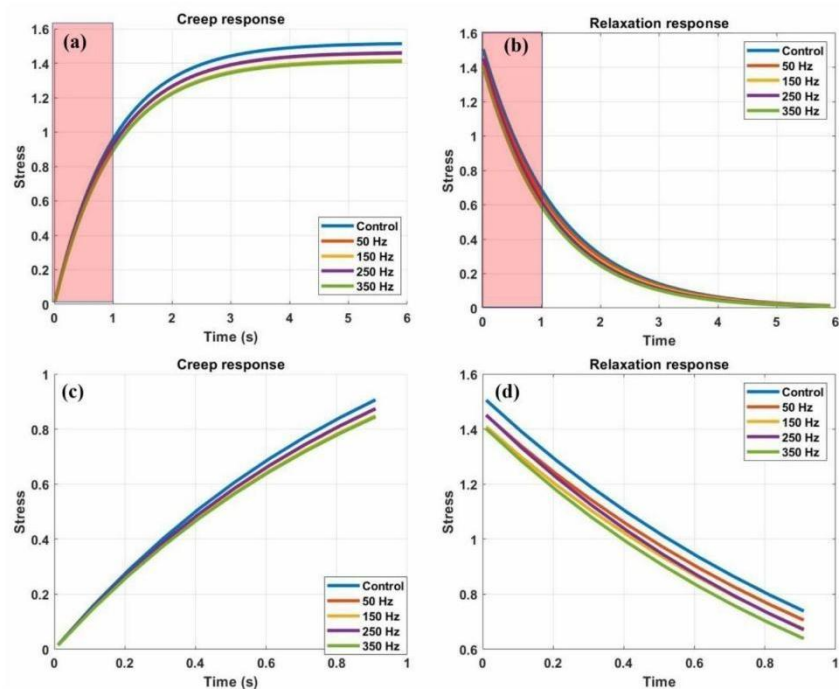 Creep response
(a)
Stress
1.6
1.4
1.2
1
0.8
0.6
0.4
0.2
0
0 1 2 3 4 5 6
Time (s)
Control
50 Hz
150 Hz
250 Hz
350 Hz
Relaxation response
(b)
Stress
1.6
1.4
1.2
1
0.8
0.6
0.4
0.2
0
0 1 2 3 4 5 6
Time
Control
50 Hz
150 Hz
250 Hz
350 Hz
Creep response
(c)
Stress
1
0.8
0.6
0.4
0.2
0
0 0.2 0.4 0.6 0.8 1
Time (s)
Control
50 Hz
150 Hz
250 Hz
350 Hz
Relaxation response
(d)
Stress
1.6
1.4
1.2
1
0.8
0.6
0 0.2 0.4 0.6 0.8 1
Time
Control
50 Hz
150 Hz
250 Hz
350 Hz